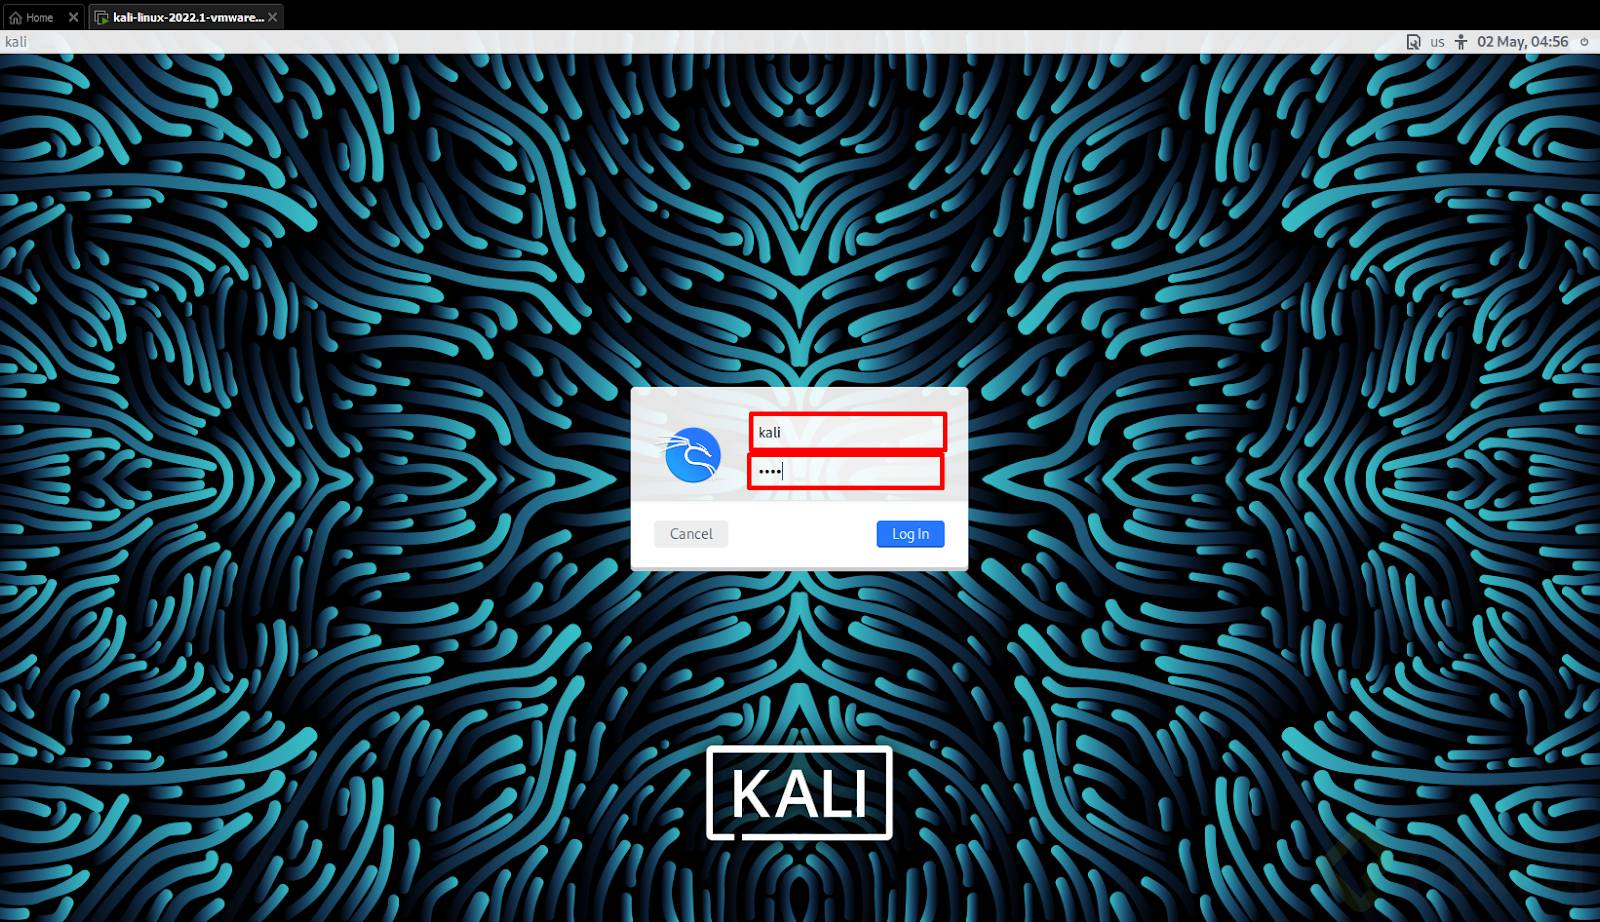 Home
kali-linux-2022.1-vmware...
kali
us
02 May, 04:56
kali
••••
Cancel
Log In
KALI